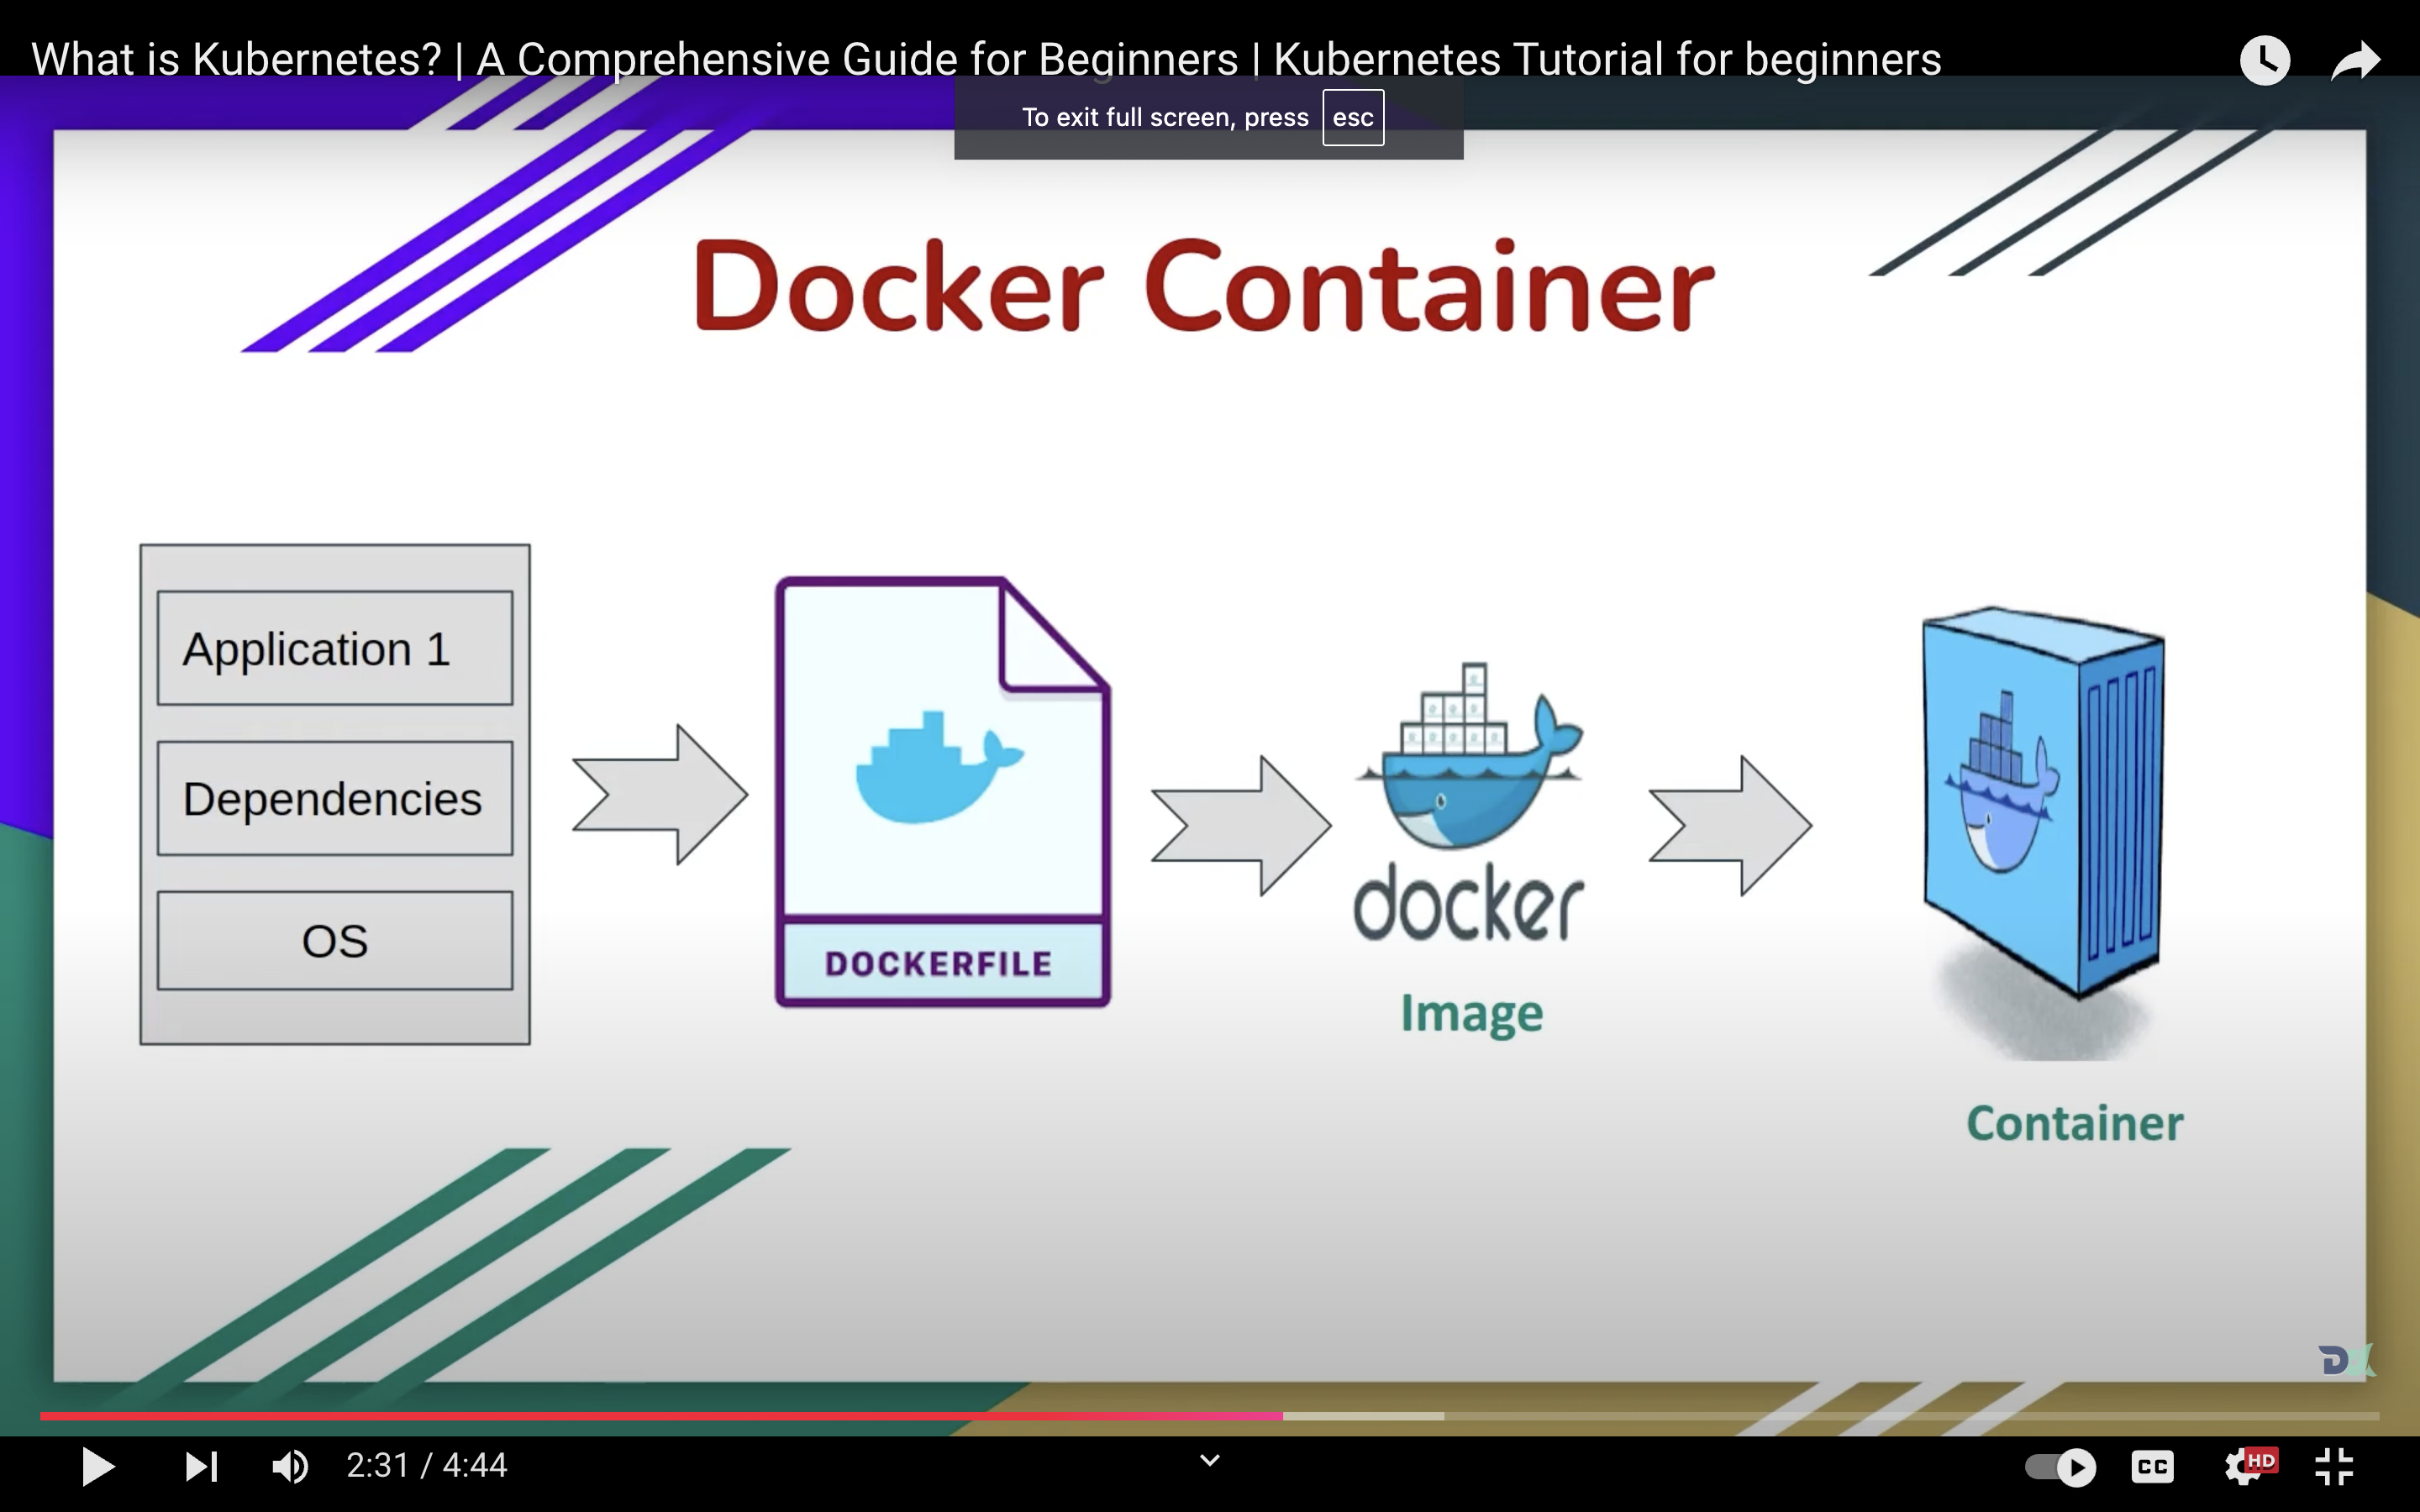 What is Kubernetes? | A Comprehensive Guide for Beginners | Kubernetes Tutorial for beginners
To exit full screen, press esc
Docker Container
Application 1
Dependencies
OS
DOCKERFILE
docker
Image
Container
2:31 / 4:44
CC
HD